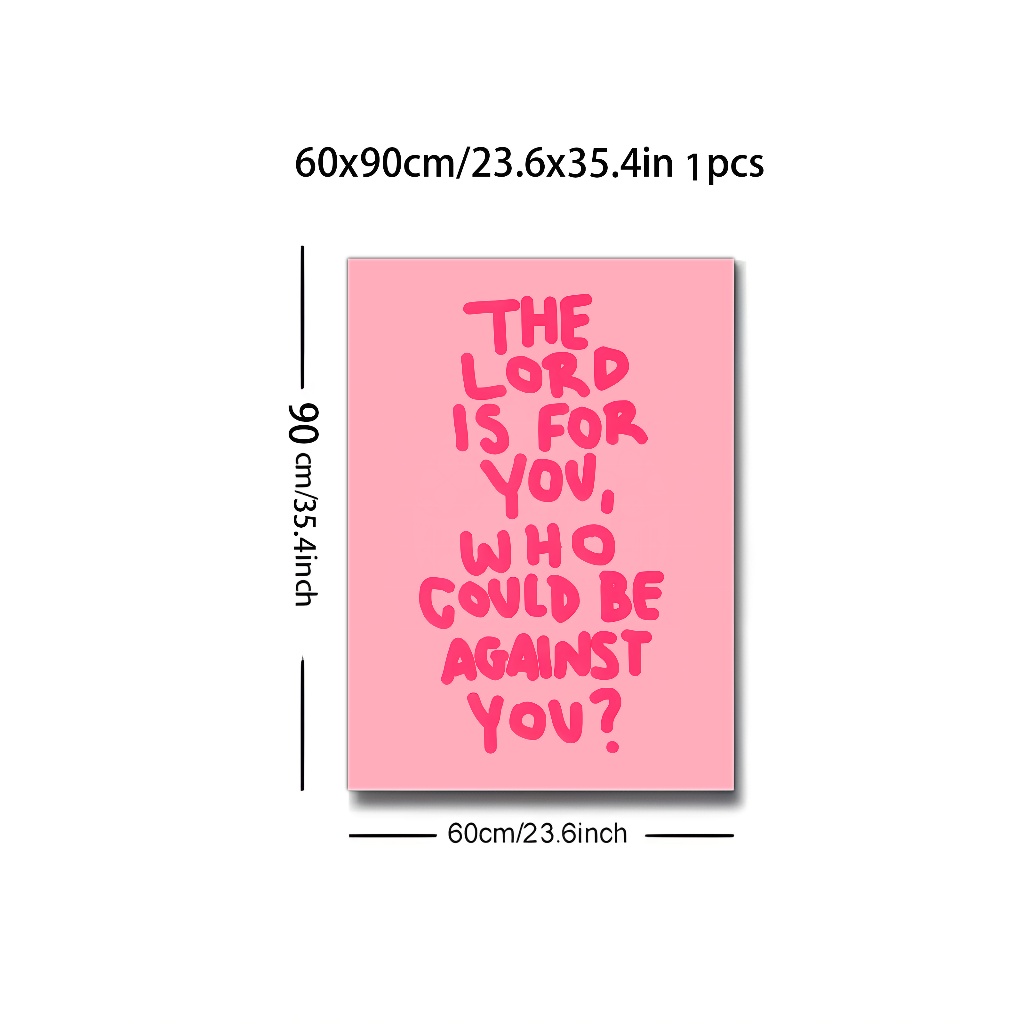 60x90cm/23.6x35.4in 1pcs
90 cm/35.4inch
THE
LORD
IS FOR
YOU,
WHO
COULD BE
AGAINST
YOU?
60cm/23.6inch